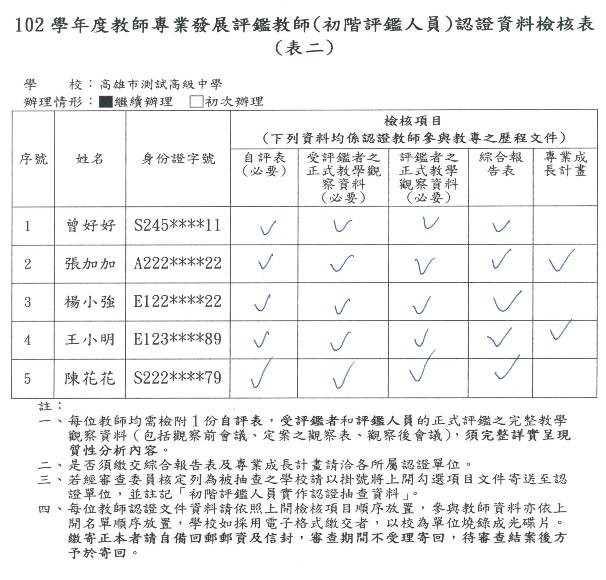 102學年度教師專業發展評鑑教師(初階評鑑人員)認證資料檢核表
(表二)
學　　校：高雄市測試高級中學
辦理情形：■繼續辦理　□初次辦理
序號 姓名 身份證字號 檢核項目
(下列資料均係認證教師參與教專之歷程文件)
自評表(必要) 受評鑑者之正式教學觀察資料(必要) 評鑑者之正式教學觀察資料(必要) 綜合報告表 專業成長計畫
1 曾好好 S245****11 ✓ ✓ ✓ ✓
2 張加加 A222****22 ✓ ✓ ✓ ✓ ✓
3 楊小強 E122****22 ✓ ✓ ✓ ✓
4 王小明 E123****89 ✓ ✓ ✓ ✓ ✓
5 陳花花 S222****79 ✓ ✓ ✓ ✓
註：
一、每位教師均需檢附1份自評表，受評鑑者和評鑑人員的正式評鑑之完整教學
觀察資料(包括觀察前會議、定案之觀察表、觀察後會議)，須完整詳實呈現
質性分析內容。
二、是否須繳交綜合報告表及專業成長計畫請洽各所屬認證單位。
三、若經審查委員核定列為被抽查之學校請以掛號將上開勾選項目文件寄送至認
證單位，並註記「初階評鑑人員實作認證抽查資料」。
四、每位教師認證文件資料請依照上開檢核項目順序放置，參與教師資料亦依上
開名單順序放置，學校如採用電子格式繳交者，以校為單位燒錄成光碟片。
繳寄正本者請自備回郵郵資及信封，審查期間不受理寄回，待審查結案後方
予於寄回。